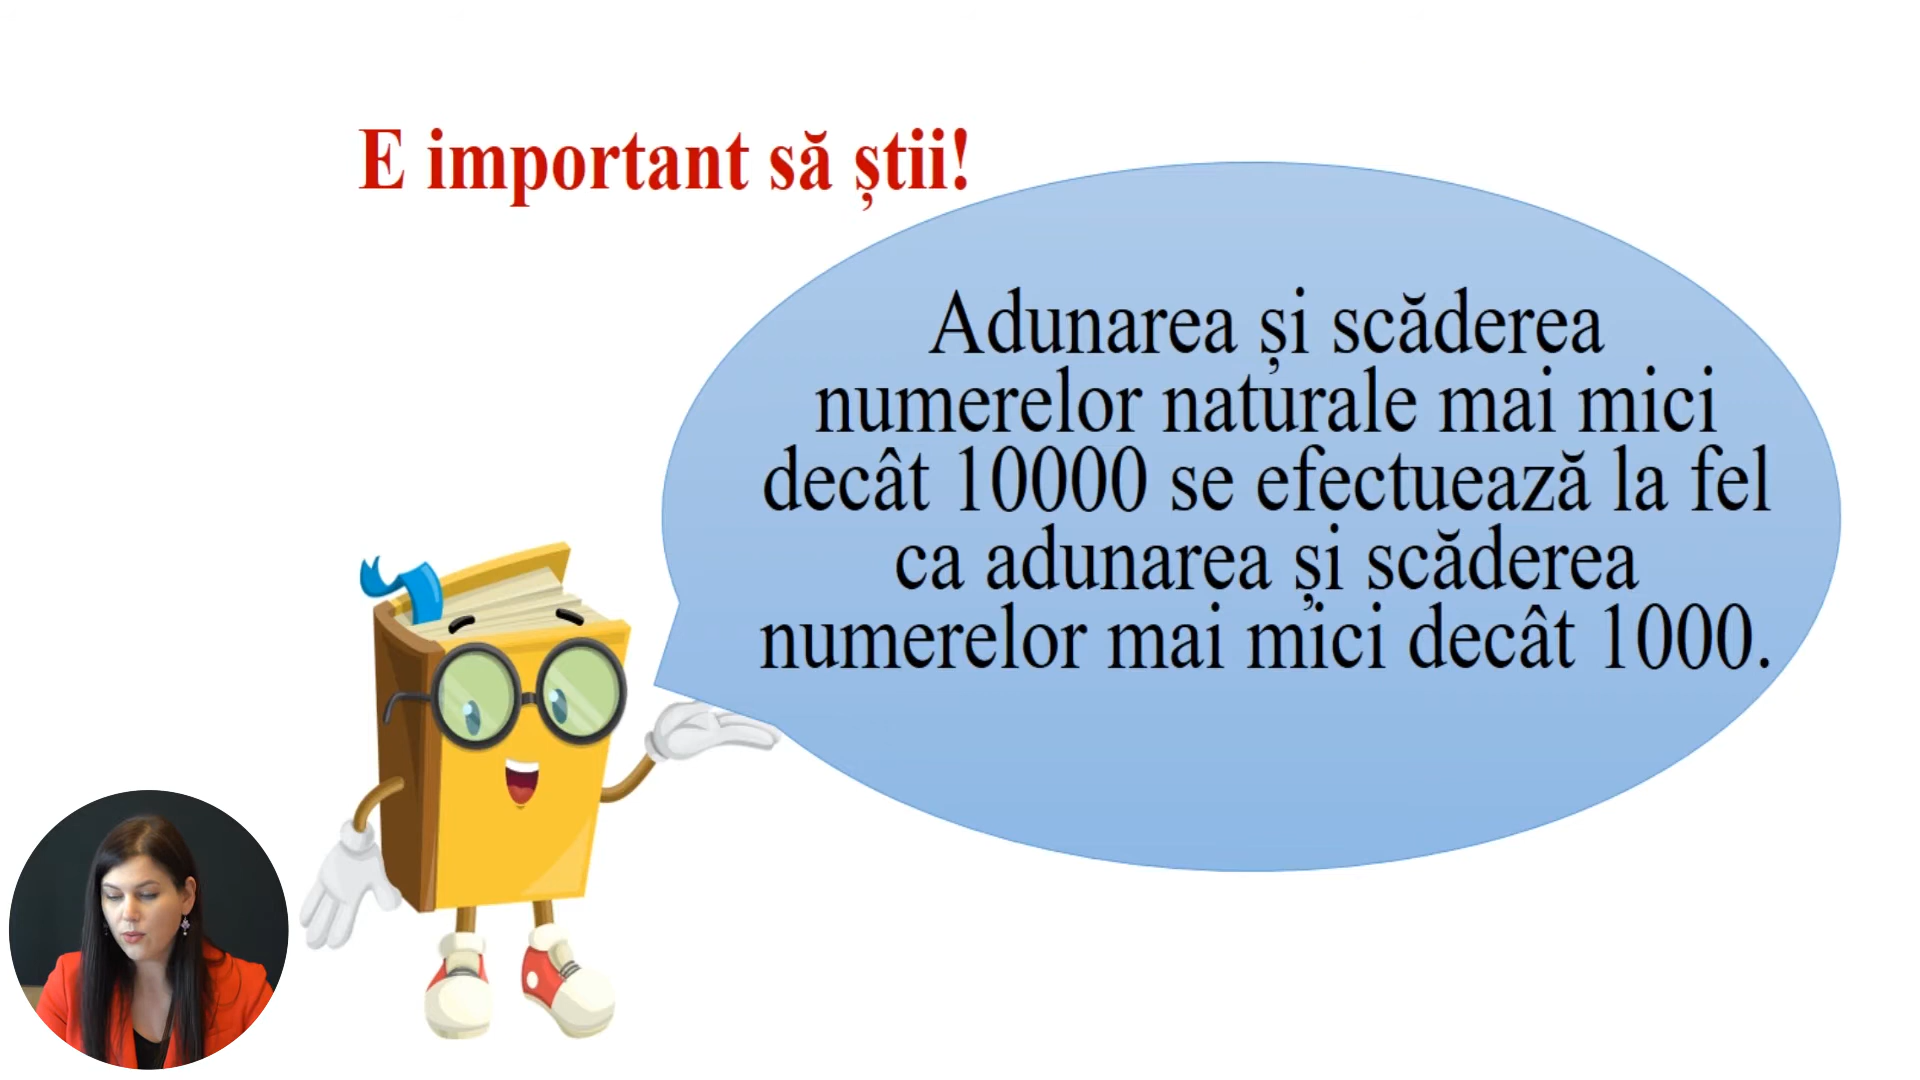 E important să știi!
Adunarea și scăderea
numerelor naturale mai mici
decât 10000 se efectuează la fel
ca adunarea și scăderea
numerelor mai mici decât 1000.